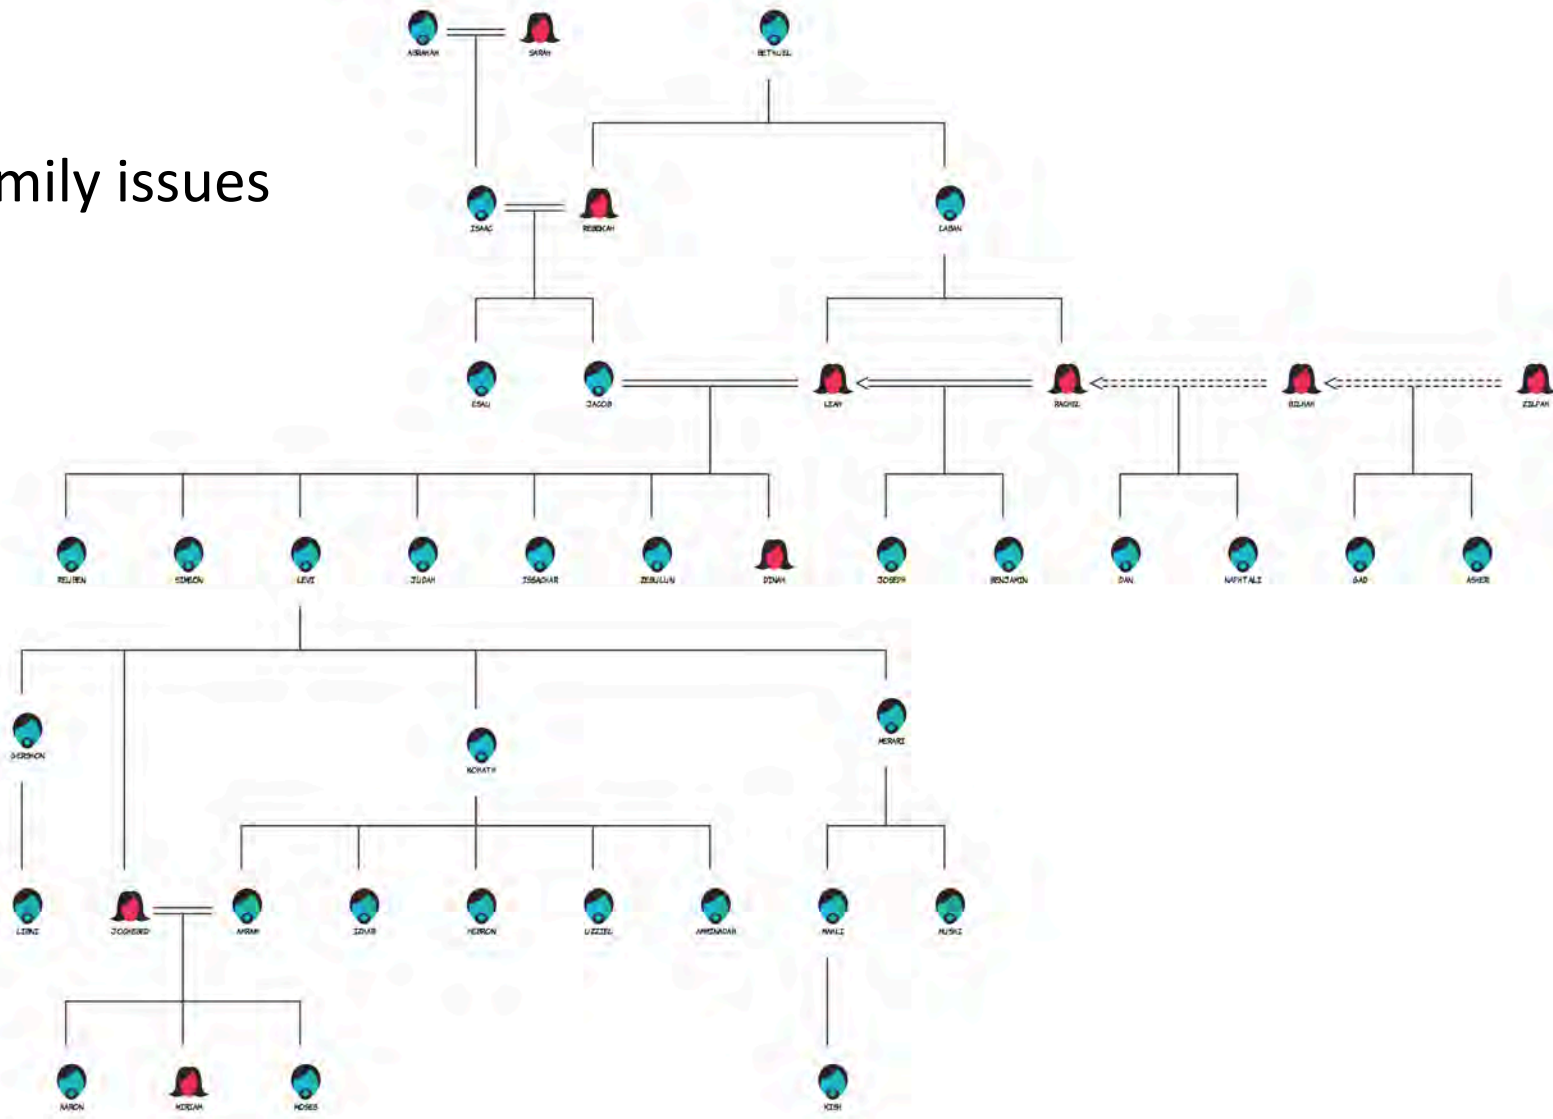 ABRAHAM SARAH BETHUEL
mily issues
ISAAC REBEKAH LABAN
ESAU JACOB LEAH RACHEL BILHAH ZILPAH
REUBEN SIMEON LEVI JUDAH ISSACHAR ZEBULUN DINAH JOSEPH BENJAMIN DAN NAPHTALI GAD ASHER
GERSHON KOHATH MERARI
LIBNI JOCHEBED AMRAM IZHAR HEBRON UZZIEL AMMINADAB MAHLI MUSHI
AARON MIRIAM MOSES KISH